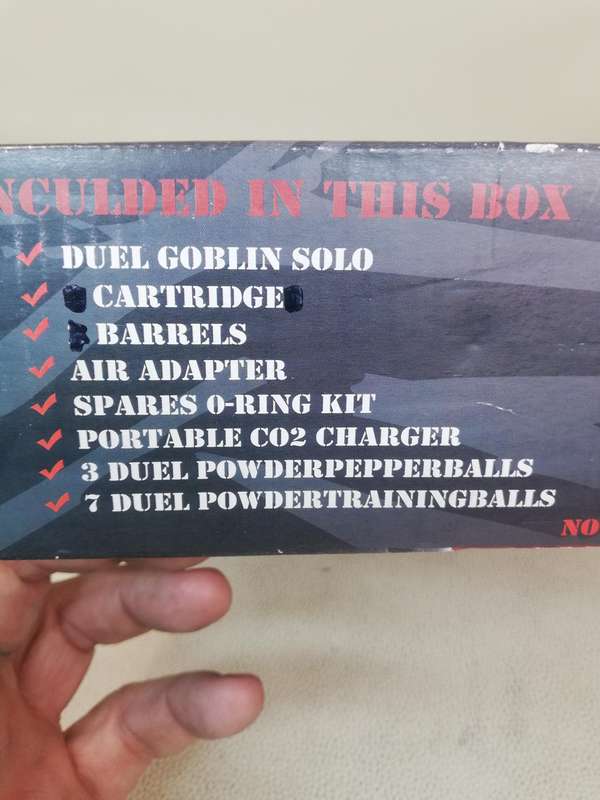 NCULDED IN THIS BOX
DUEL GOBLIN SOLO
CARTRIDGE
BARRELS
AIR ADAPTER
SPARES O-RING KIT
PORTABLE CO2 CHARGER
3 DUEL POWDERPEPPERBALLS
7 DUEL POWDERTRAININGBALLS
NO